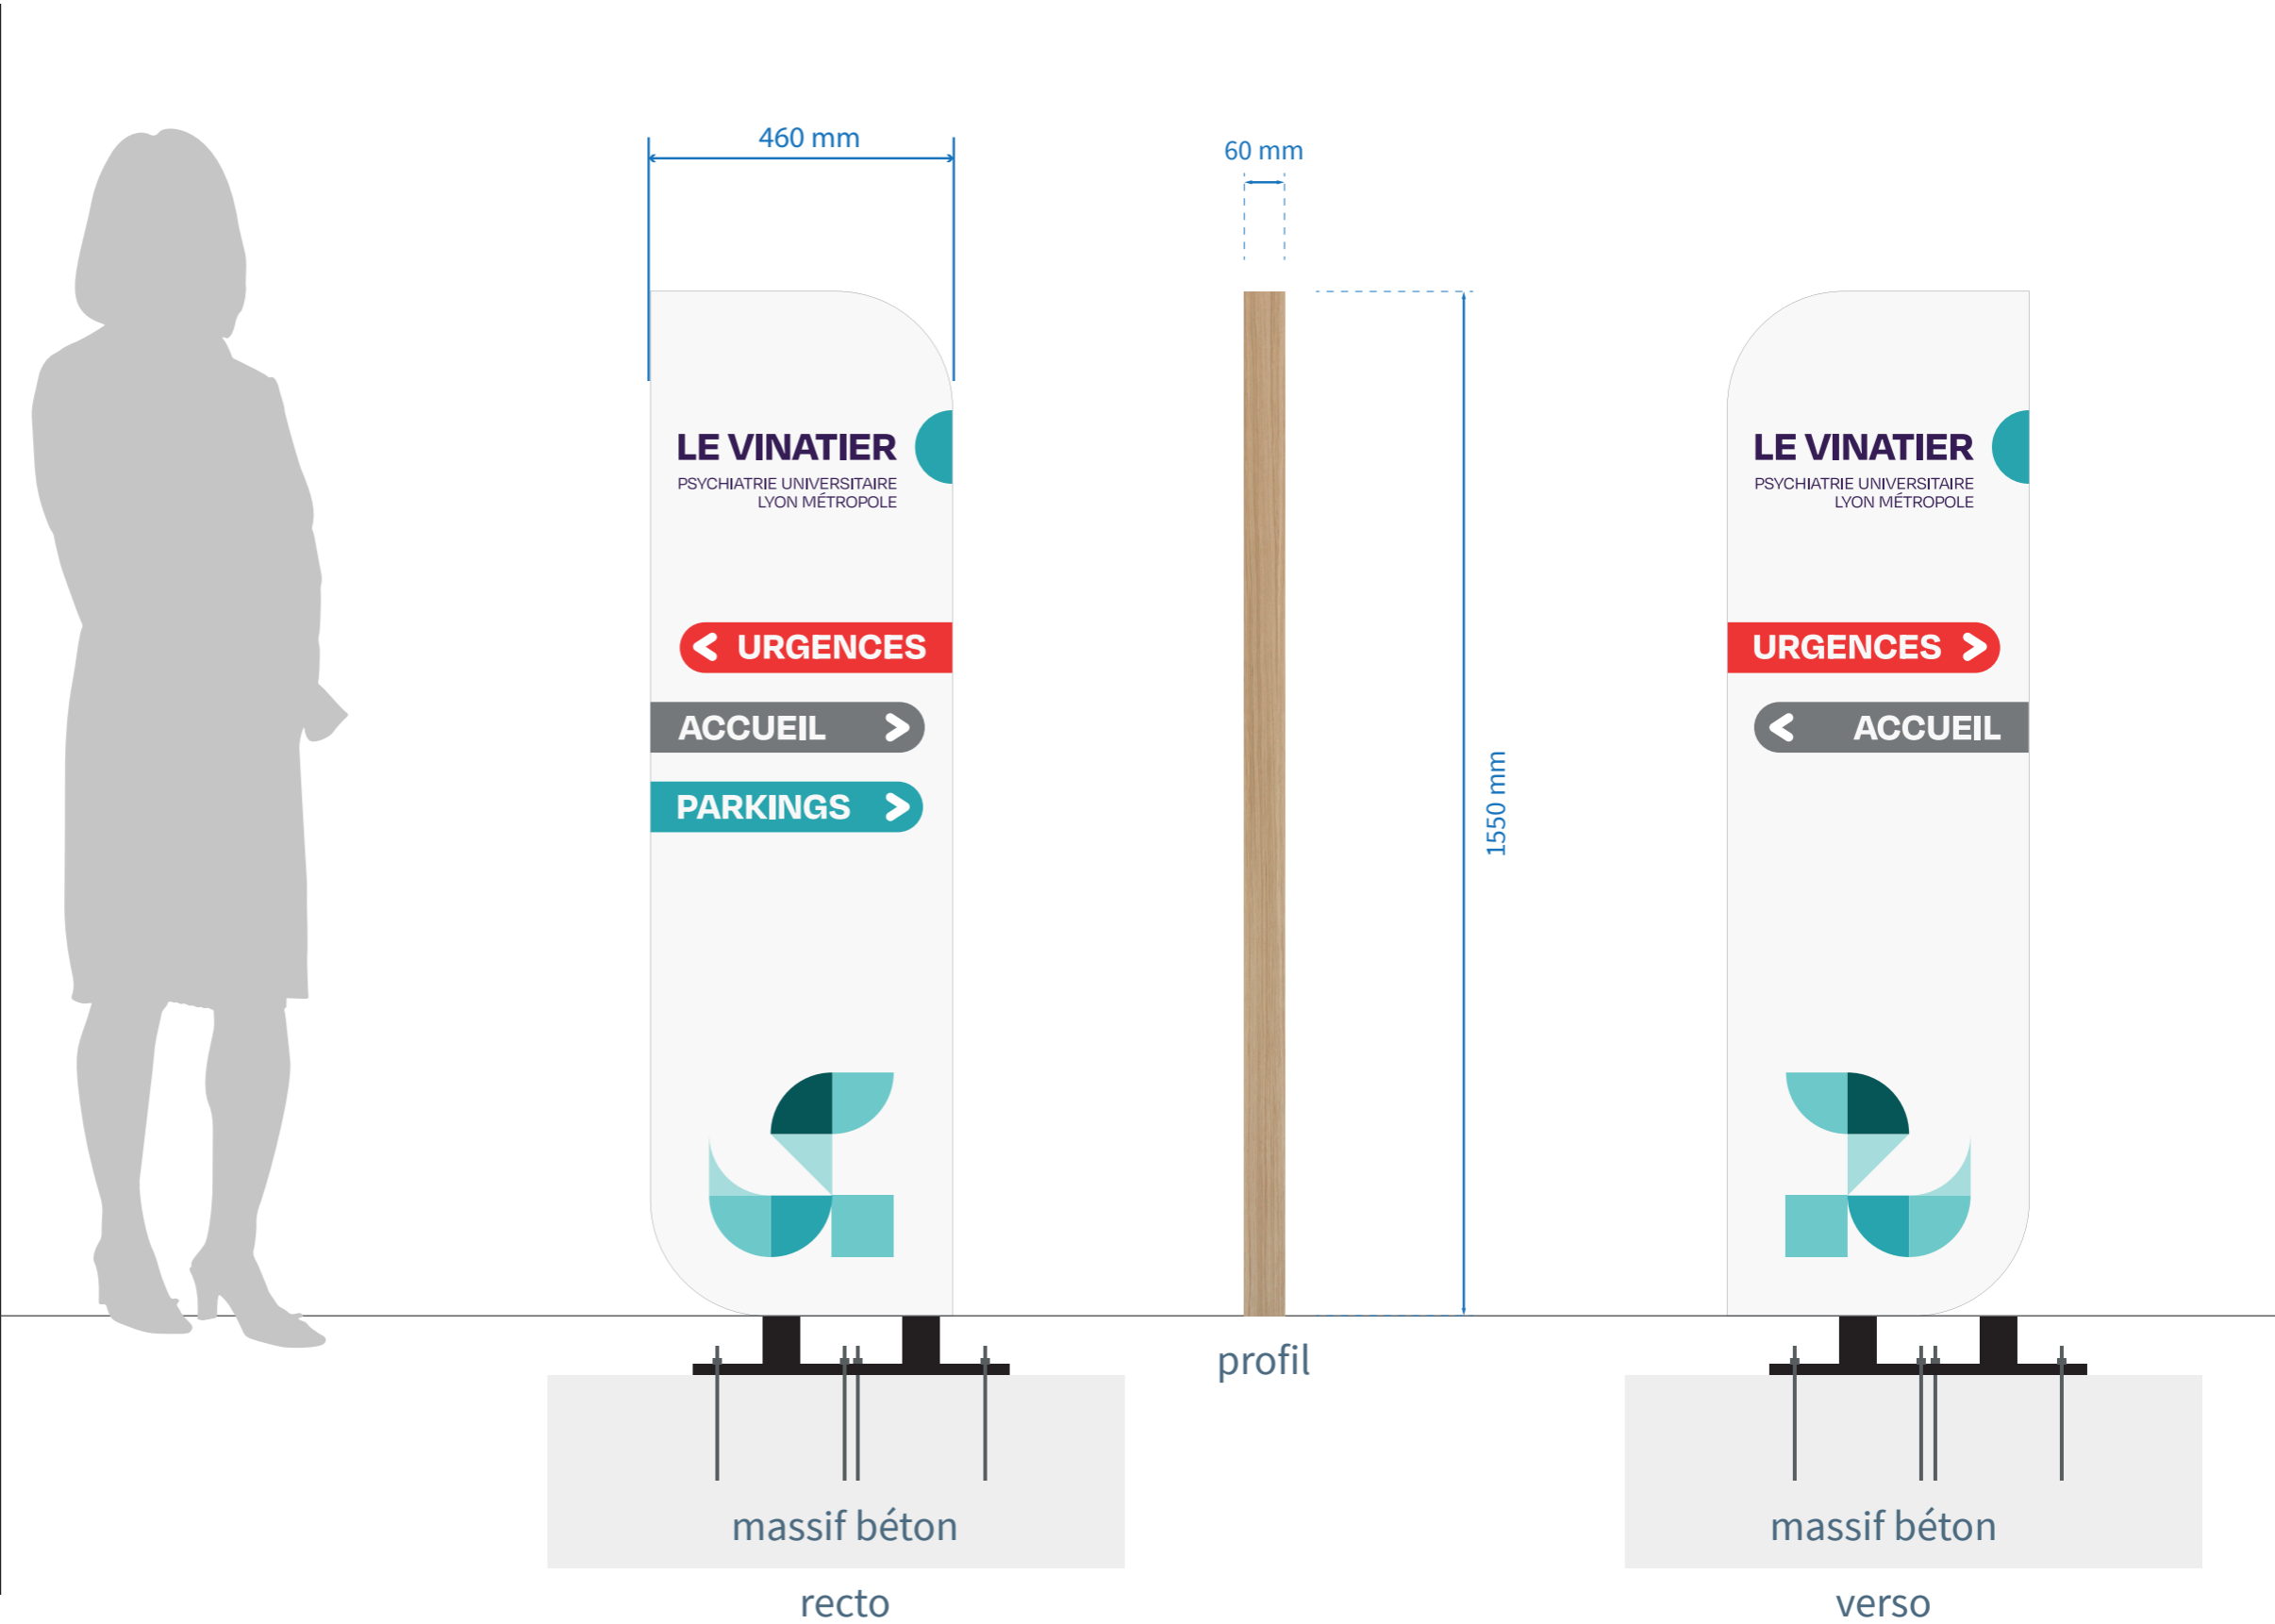 460 mm
60 mm
LE VINATIER
PSYCHIATRIE UNIVERSITAIRE
LYON MÉTROPOLE
URGENCES
ACCUEIL
PARKINGS
1550 mm
LE VINATIER
PSYCHIATRIE UNIVERSITAIRE
LYON MÉTROPOLE
URGENCES
ACCUEIL
profil
massif béton
recto
massif béton
verso